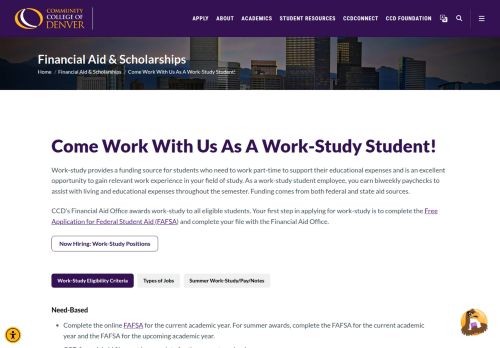 COMMUNITY
COLLEGE OF
DENVER
APPLY ABOUT ACADEMICS STUDENT RESOURCES CCDCONNECT CCD FOUNDATION
Financial Aid & Scholarships
Home / Financial Aid & Scholarships / Come Work With Us As A Work-Study Student!
Come Work With Us As A Work-Study Student!
Work-study provides a funding source for students who need to work part-time to support their educational expenses and is an excellent
opportunity to gain relevant work experience in your field of study. As a work-study student employee, you earn biweekly paychecks to
assist with living and educational expenses throughout the semester. Funding comes from both federal and state aid sources.
CCD's Financial Aid Office awards work-study to all eligible students. Your first step in applying for work-study is to complete the Free
Application for Federal Student Aid (FAFSA) and complete your file with the Financial Aid Office.
Now Hiring: Work-Study Positions
Work-Study Eligibility Criteria Types of Jobs Summer Work-Study/Pay/Notes
Need-Based
Complete the online FAFSA for the current academic year. For summer awards, complete the FAFSA for the current academic
year and the FAFSA for the upcoming academic year.